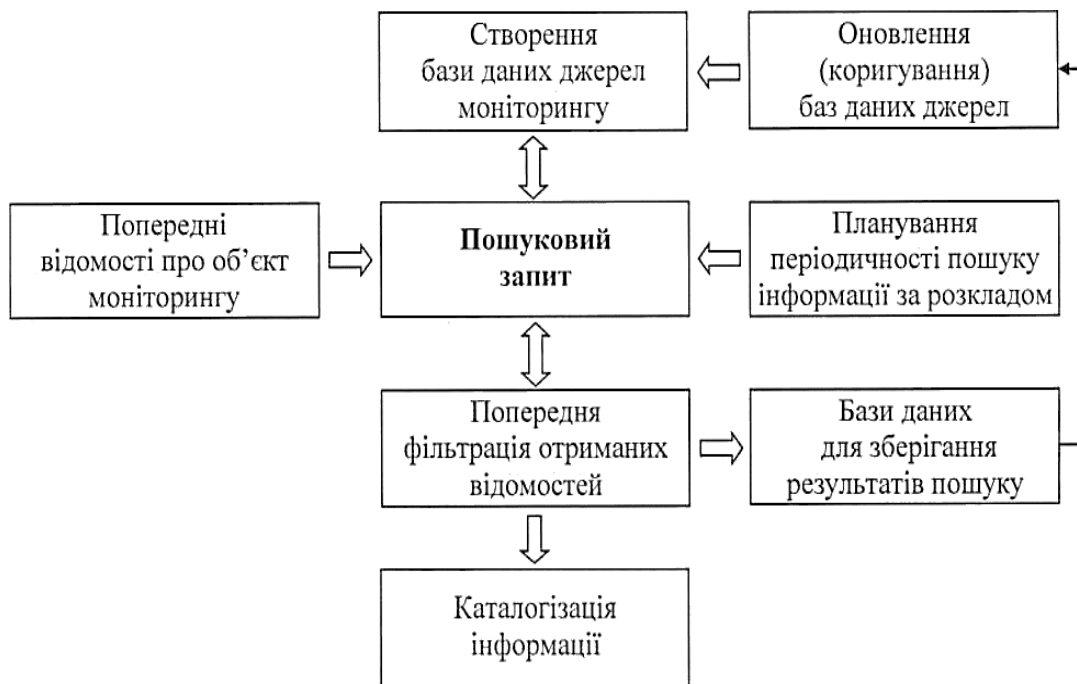 Створення
бази даних джерел
моніторингу
Оновлення
(коригування)
баз даних джерел
Попередні
відомості про об’єкт
моніторингу
Пошуковий
запит
Планування
періодичності пошуку
інформації за розкладом
Попередня
фільтрація отриманих
відомостей
Бази даних
для зберігання
результатів пошуку
Каталогізація
інформації